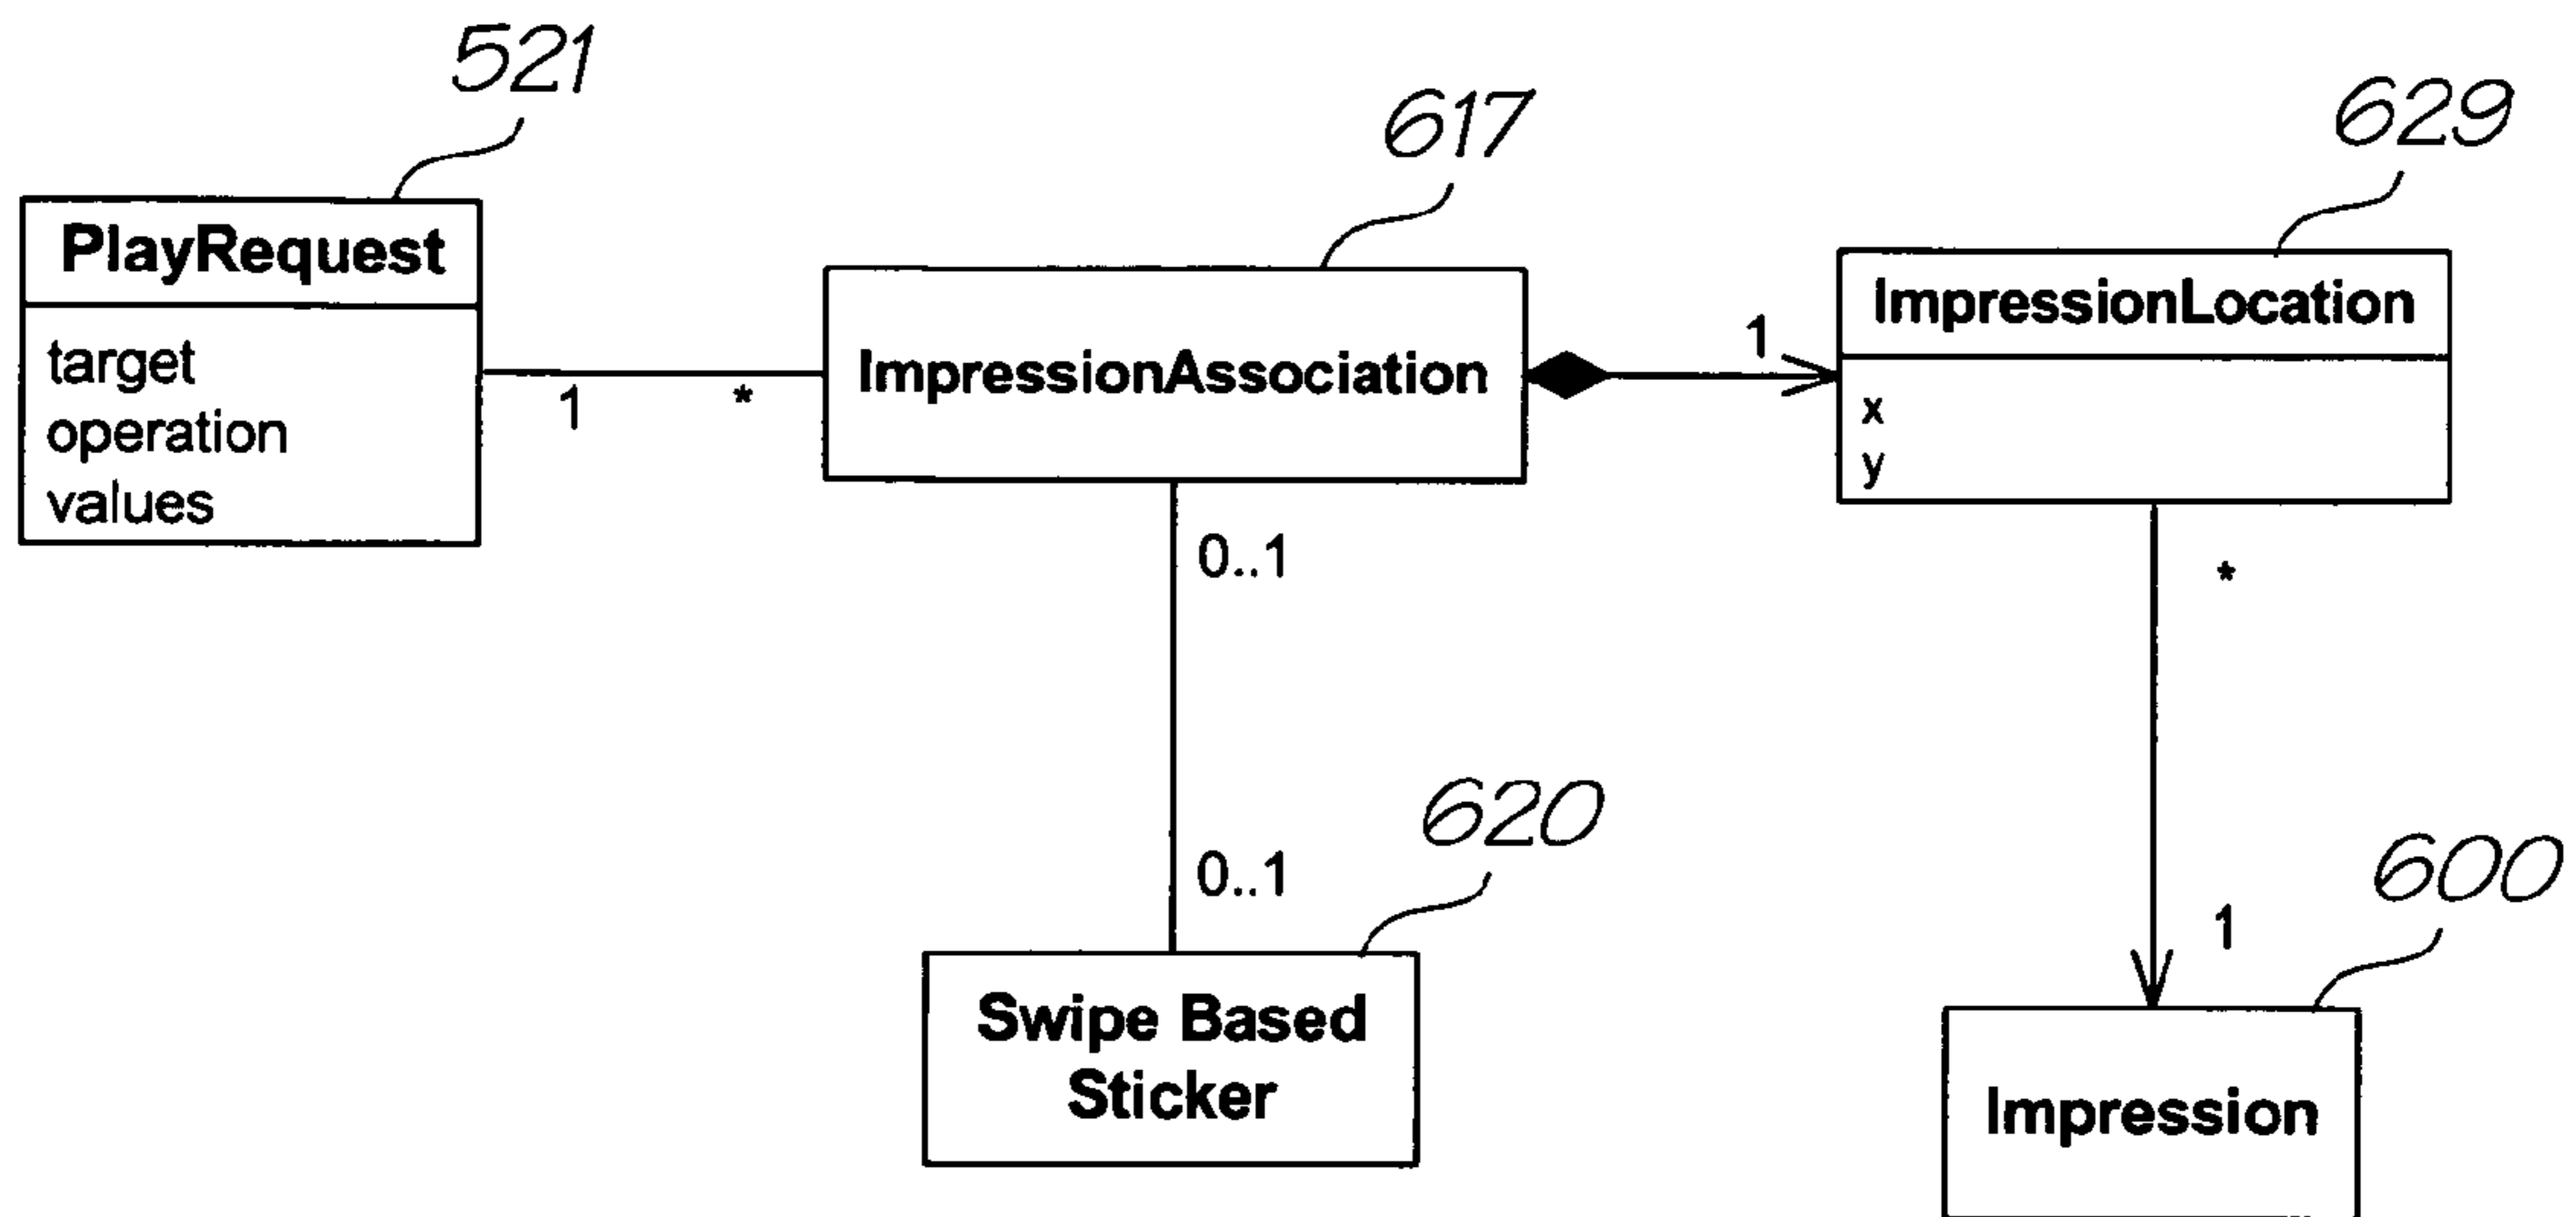 521
617
629
PlayRequest
target
operation
values
1
*
ImpressionAssociation
1
ImpressionLocation
x
y
0..1
*
0..1
620
1
600
Swipe Based
Sticker
Impression